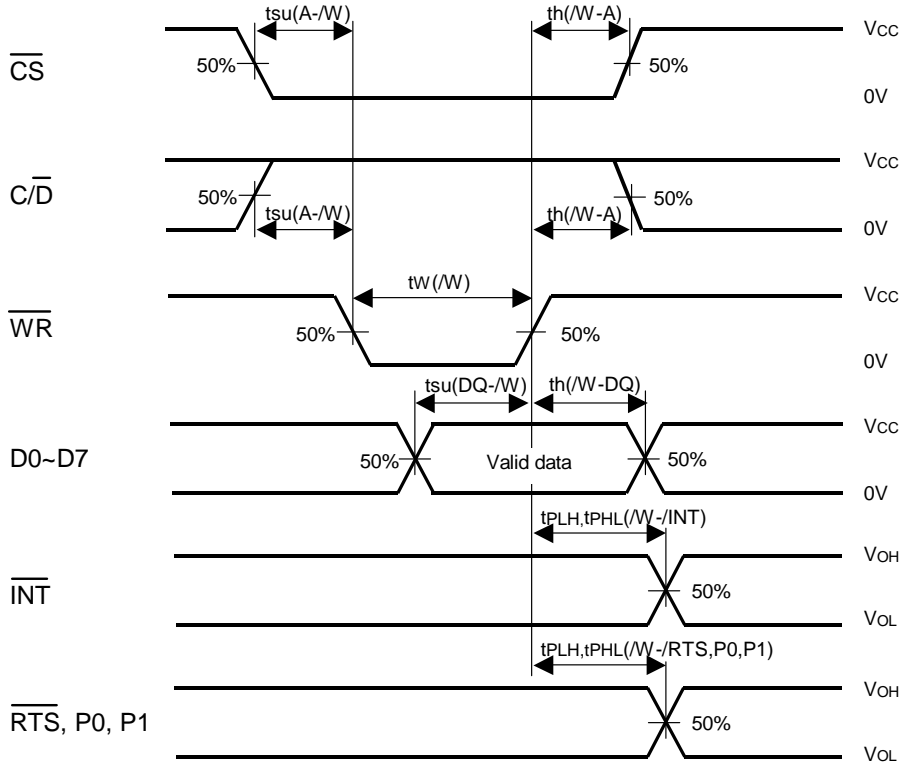 tsu(A-/W) th(/W-A) VCC
CS 50% 50%
0V
VCC
C/D 50% 50%
tsu(A-/W) th(/W-A) 0V
tW(/W) VCC
WR 50% 50%
0V
tsu(DQ-/W) th(/W-DQ)
VCC
D0~D7 50% Valid data 50%
0V
tPLH,tPHL(/W-/INT)
VOH
INT 50%
VOL
tPLH,tPHL(/W-/RTS,P0,P1)
VOH
RTS, P0, P1 50%
VOL